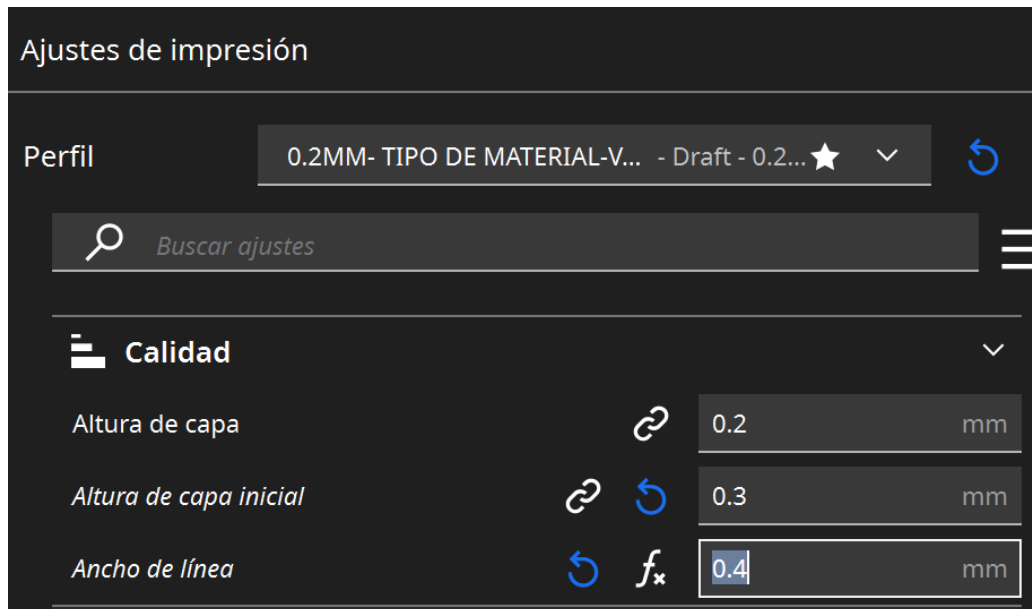 Ajustes de impresión
Perfil 0.2MM- TIPO DE MATERIAL-V... - Draft - 0.2...
Buscar ajustes
Calidad
Altura de capa 0.2 mm
Altura de capa inicial 0.3 mm
Ancho de línea fx 0.4 mm